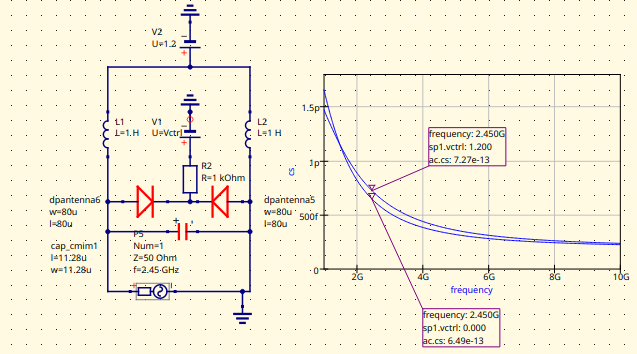 V2
U=1.2
L1
L=1 H
V1
U=Vctrl
L2
L=1 H
R2
R=1 kOhm
dpantenna6
w=80u
l=80u
dpantenna5
w=80u
l=80u
cap_cmim1
l=11.28u
w=11.28u
P5
Num=1
Z=50 Ohm
f=2.45 GHz
1.5p
1p
500f
0
cs
2G
4G
6G
8G
10G
frequency
frequency: 2.450G
sp1.vctrl: 1.200
ac.cs: 7.27e-13
frequency: 2.450G
sp1.vctrl: 0.000
ac.cs: 6.49e-13